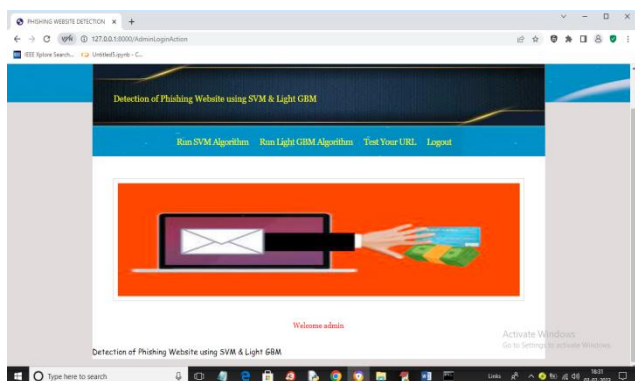 PHISHING WEBSITE DETECTION
127.0.0.1:8000/AdminLoginAction
IEEE Xplore Search... Untitled5.ipynb - C...
Detection of Phishing Website using SVM & Light GBM
Run SVM Algorithm Run Light GBM Algorithm Test Your URL Logout
Welcome admin
Activate Windows
Go to Settings to activate Windows.
Detection of Phishing Website using SVM & Light GBM
Type here to search
Links
16:31